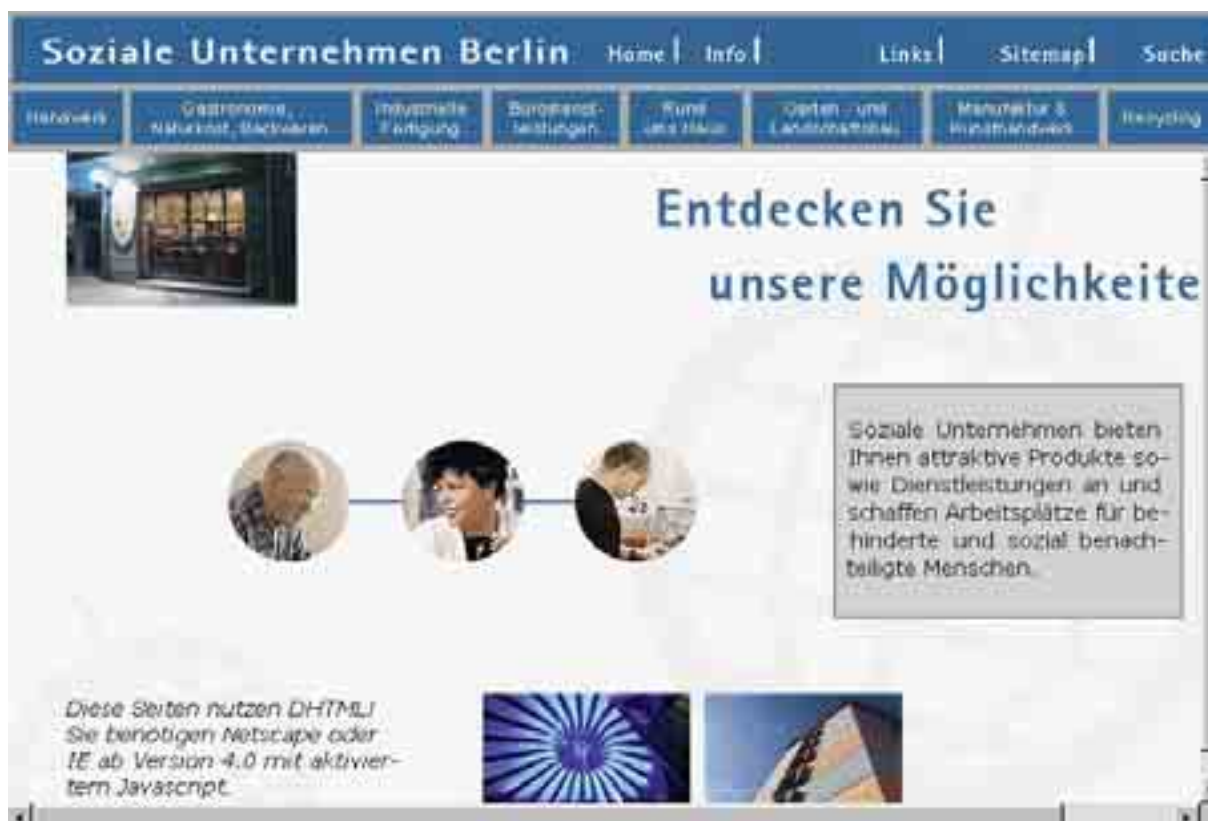 Soziale Unternehmen Berlin Home Info Links Sitemap Suche
Handwerk
Gastronomie,
Naturkost, Backwaren
Industrielle
Fertigung
Bürodienst-
leistungen
Rund
ums Haus
Garten - und
Landschaftsbau
Manufaktur &
Kunsthandwerk
Recycling
Entdecken Sie
unsere Möglichkeite
Soziale Unternehmen bieten
Ihnen attraktive Produkte so-
wie Dienstleistungen an und
schaffen Arbeitsplätze für be-
hinderte und sozial benach-
teiligte Menschen.
Diese Seiten nutzen DHTML!
Sie benötigen Netscape oder
IE ab Version 4.0 mit aktivier-
tem Javascript.